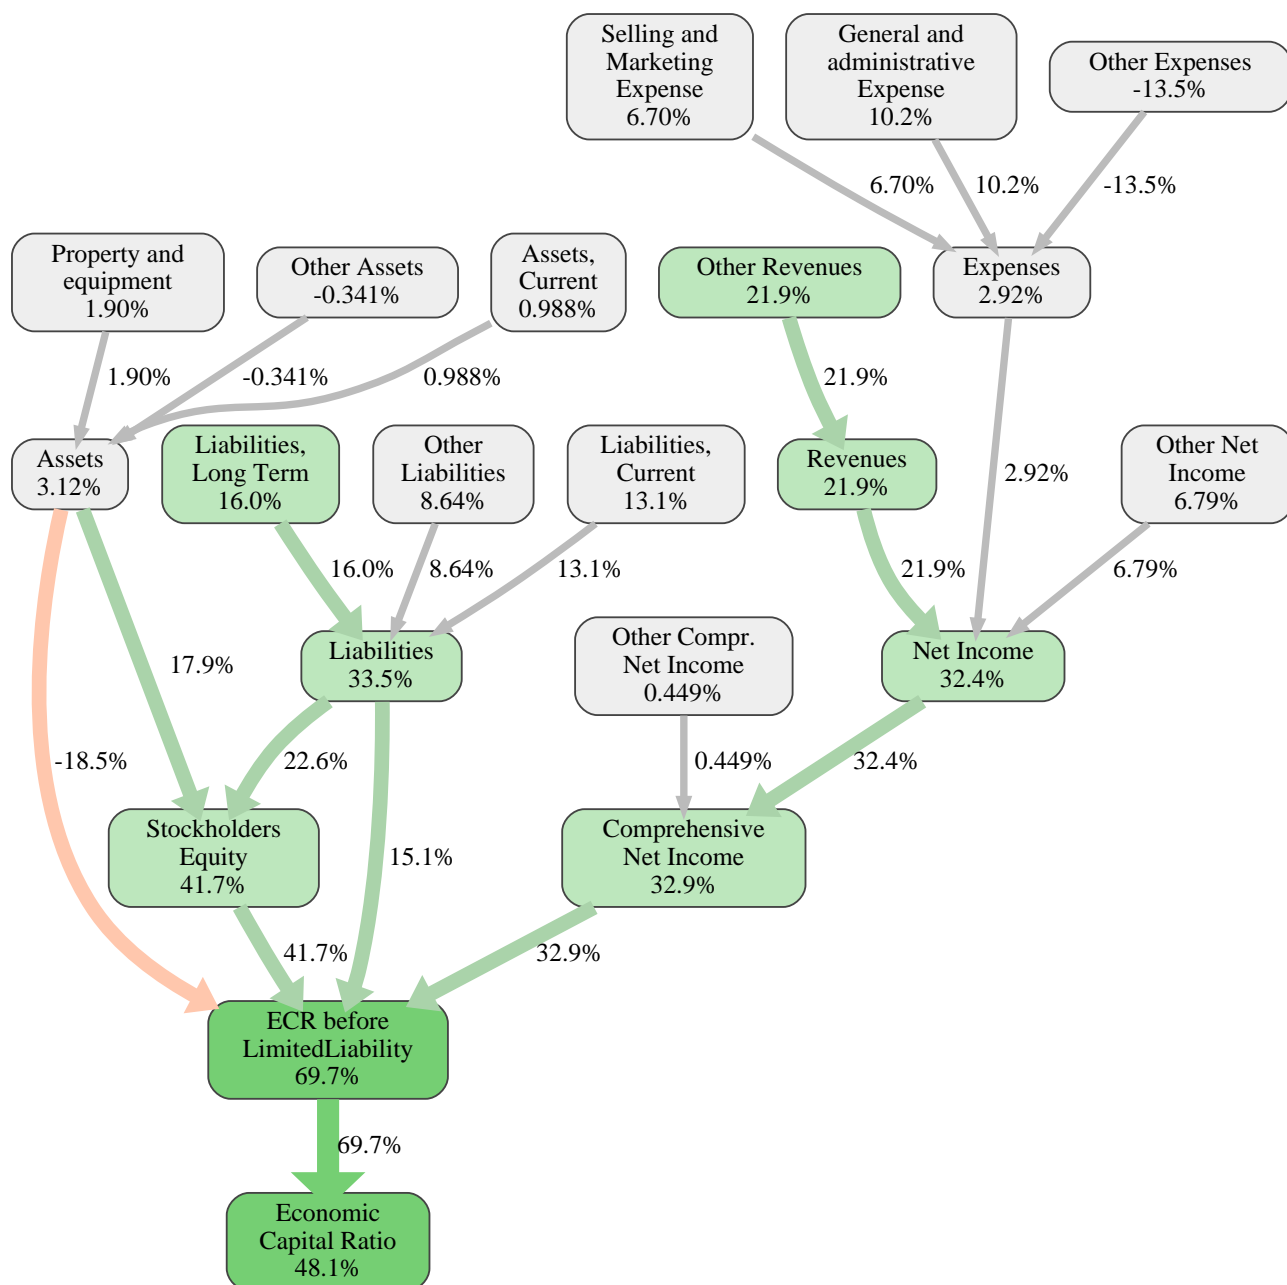 Selling and
Marketing
Expense
6.70%
General and
administrative
Expense
10.2%
Other Expenses
-13.5%
6.70%
10.2%
-13.5%
Property and
equipment
1.90%
Other Assets
-0.341%
Assets,
Current
0.988%
Other Revenues
21.9%
Expenses
2.92%
1.90%
-0.341%
0.988%
21.9%
Assets
3.12%
Liabilities,
Long Term
16.0%
Other
Liabilities
8.64%
Liabilities,
Current
13.1%
Revenues
21.9%
2.92%
Other Net
Income
6.79%
16.0%
8.64%
13.1%
21.9%
6.79%
17.9%
Liabilities
33.5%
Other Compr.
Net Income
0.449%
Net Income
32.4%
-18.5%
22.6%
0.449%
32.4%
Stockholders
Equity
41.7%
15.1%
Comprehensive
Net Income
32.9%
41.7%
32.9%
ECR before
LimitedLiability
69.7%
69.7%
Economic
Capital Ratio
48.1%